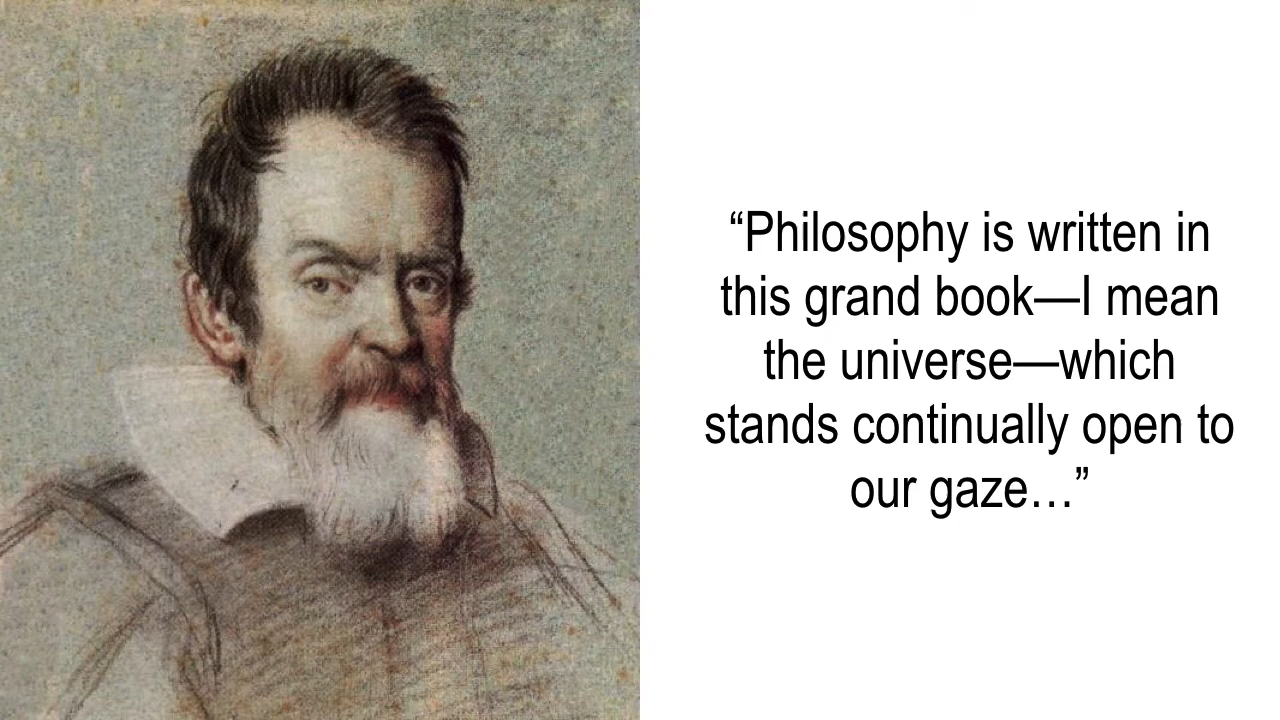 “Philosophy is written in
this grand book—I mean
the universe—which
stands continually open to
our gaze…”